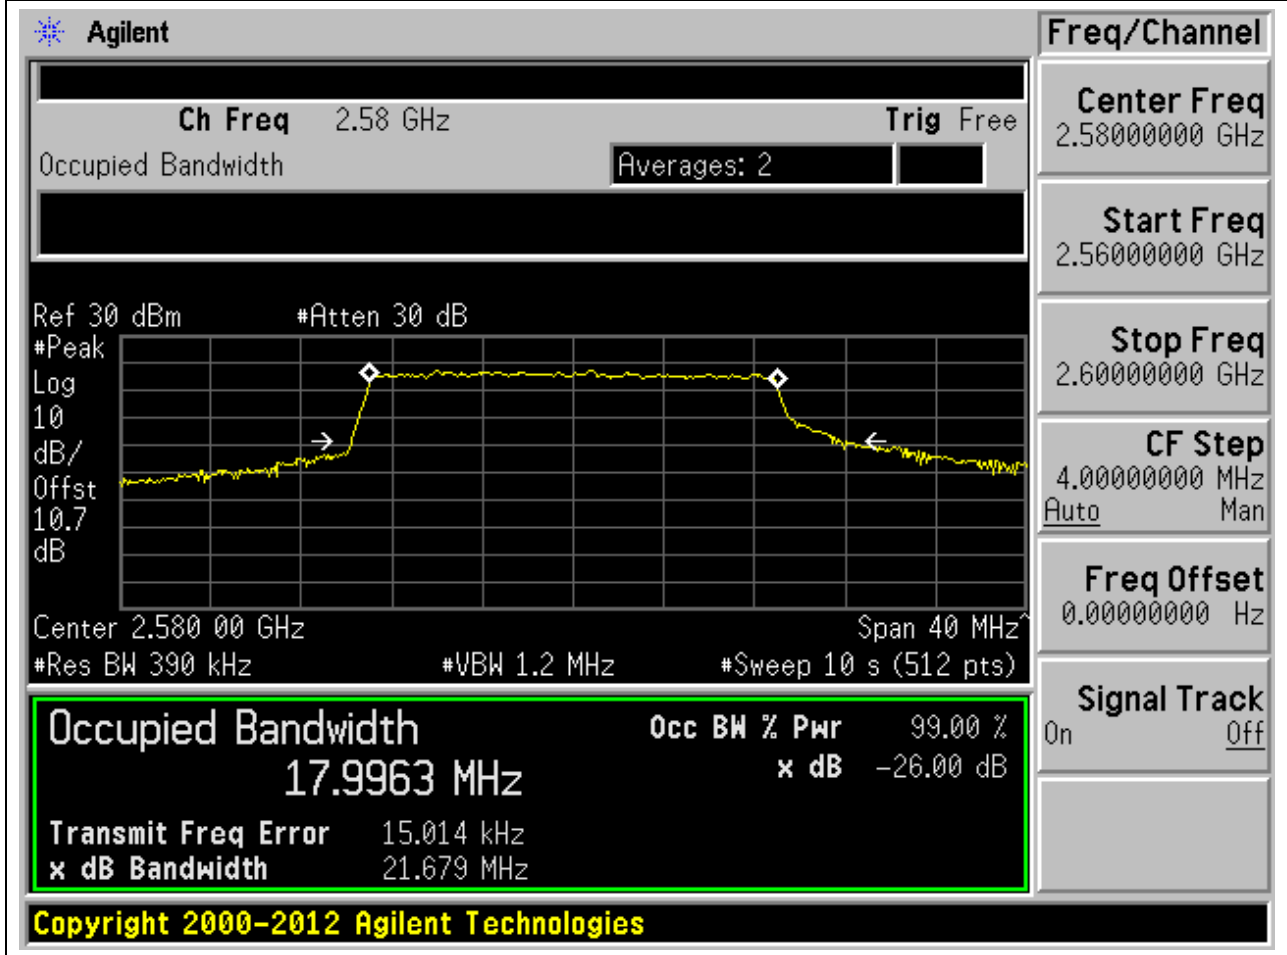 Agilent
Freq/Channel
Ch Freq 2.58 GHz Trig Free
Occupied Bandwidth Averages: 2
Center Freq
2.58000000 GHz
Start Freq
2.56000000 GHz
Stop Freq
2.60000000 GHz
CF Step
4.00000000 MHz
Auto Man
Freq Offset
0.00000000 Hz
Signal Track
On Off
Ref 30 dBm #Atten 30 dB
#Peak
Log
10
dB/
Offst
10.7
dB
Center 2.580 00 GHz Span 40 MHz^
#Res BW 390 kHz #VBW 1.2 MHz #Sweep 10 s (512 pts)
Occupied Bandwidth
17.9963 MHz
Occ BW % Pwr 99.00 %
x dB -26.00 dB
Transmit Freq Error 15.014 kHz
x dB Bandwidth 21.679 MHz
Copyright 2000-2012 Agilent Technologies